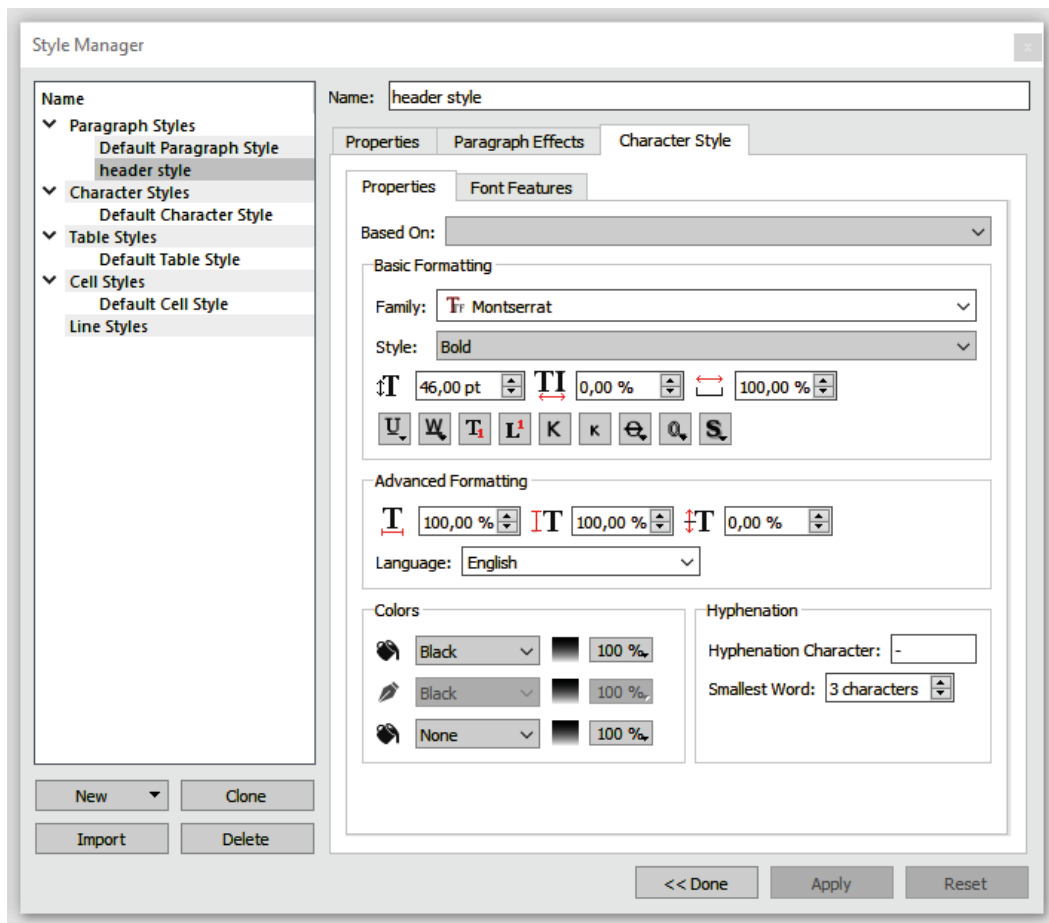 Style Manager
x
Name
Paragraph Styles
Default Paragraph Style
header style
Character Styles
Default Character Style
Table Styles
Default Table Style
Cell Styles
Default Cell Style
Line Styles
New
Clone
Import
Delete
Name: header style
Properties Paragraph Effects Character Style
Properties Font Features
Based On:
Basic Formatting
Family: Montserrat
Style: Bold
46,00 pt 0,00 % 100,00 %
U W T1 L1 K K O O S
Advanced Formatting
100,00 % 100,00 % 0,00 %
Language: English
Colors
Black 100 %
Black 100 %
None 100 %
Hyphenation
Hyphenation Character: -
Smallest Word: 3 characters
<< Done Apply Reset